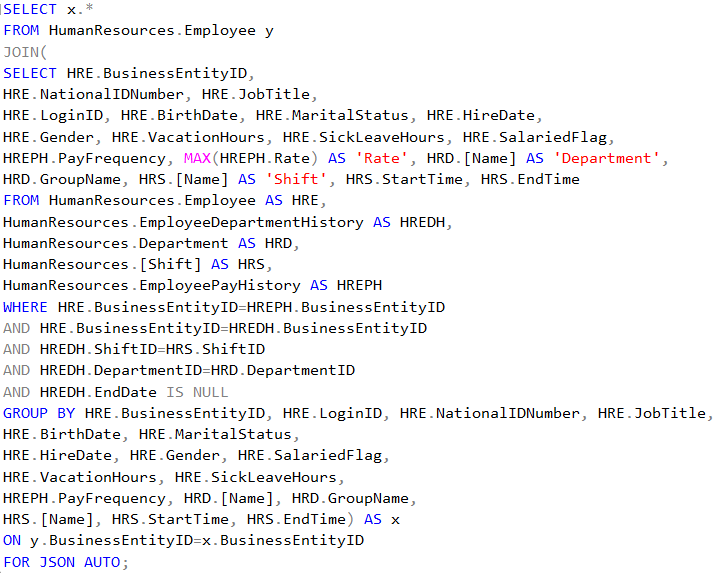 SELECT x.*
FROM HumanResources.Employee y
JOIN(
SELECT HRE.BusinessEntityID,
HRE.NationalIDNumber, HRE.JobTitle,
HRE.LoginID, HRE.BirthDate, HRE.MaritalStatus, HRE.HireDate,
HRE.Gender, HRE.VacationHours, HRE.SickLeaveHours, HRE.SalariedFlag,
HREPH.PayFrequency, MAX(HREPH.Rate) AS 'Rate', HRD.[Name] AS 'Department',
HRD.GroupName, HRS.[Name] AS 'Shift', HRS.StartTime, HRS.EndTime
FROM HumanResources.Employee AS HRE,
HumanResources.EmployeeDepartmentHistory AS HREDH,
HumanResources.Department AS HRD,
HumanResources.[Shift] AS HRS,
HumanResources.EmployeePayHistory AS HREPH
WHERE HRE.BusinessEntityID=HREPH.BusinessEntityID
AND HRE.BusinessEntityID=HREDH.BusinessEntityID
AND HREDH.ShiftID=HRS.ShiftID
AND HREDH.DepartmentID=HRD.DepartmentID
AND HREDH.EndDate IS NULL
GROUP BY HRE.BusinessEntityID, HRE.LoginID, HRE.NationalIDNumber, HRE.JobTitle,
HRE.BirthDate, HRE.MaritalStatus,
HRE.HireDate, HRE.Gender, HRE.SalariedFlag,
HRE.VacationHours, HRE.SickLeaveHours,
HREPH.PayFrequency, HRD.[Name], HRD.GroupName,
HRS.[Name], HRS.StartTime, HRS.EndTime) AS x
ON y.BusinessEntityID=x.BusinessEntityID
FOR JSON AUTO;